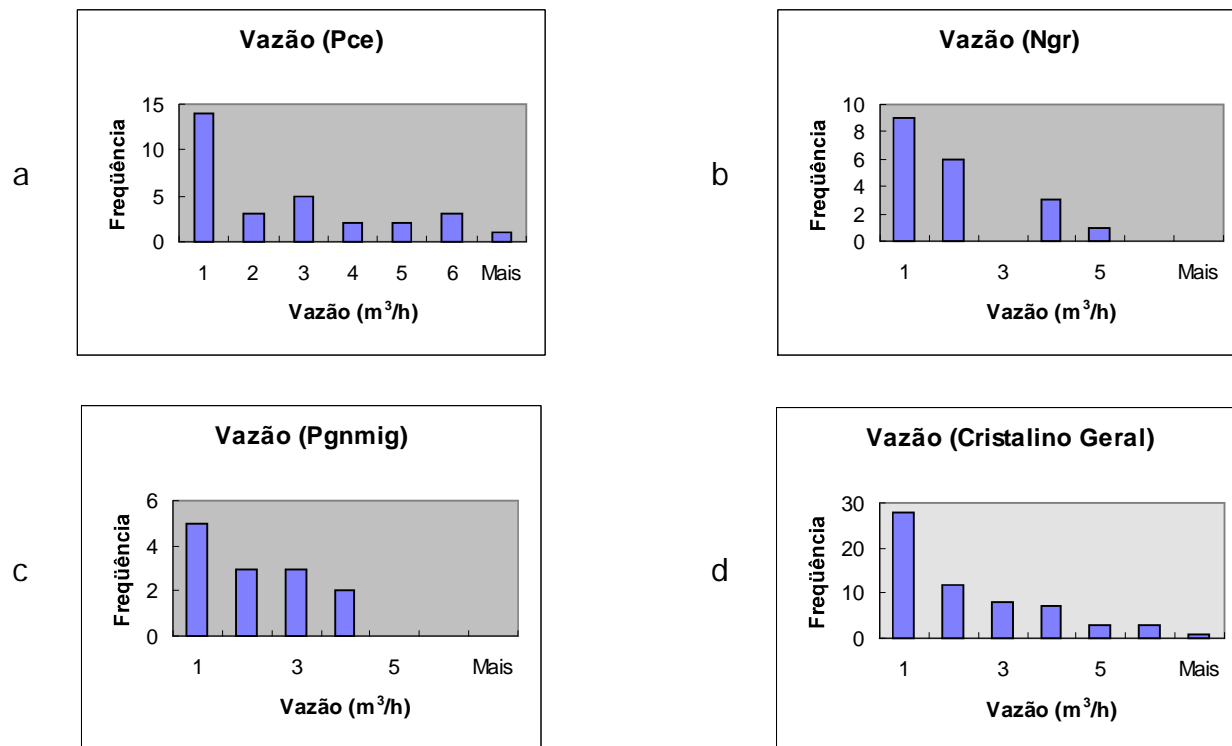 a
Vazão (Pce)
Freqüência
15
10
5
0
1 2 3 4 5 6 Mais
Vazão (m³/h)
b
Vazão (Ngr)
Freqüência
10
8
6
4
2
0
1 3 5 Mais
Vazão (m³/h)
c
Vazão (Pgnmig)
Freqüência
6
4
2
0
1 3 5 Mais
Vazão (m³/h)
d
Vazão (Cristalino Geral)
Freqüência
30
20
10
0
1 3 5 Mais
Vazão (m³/h)